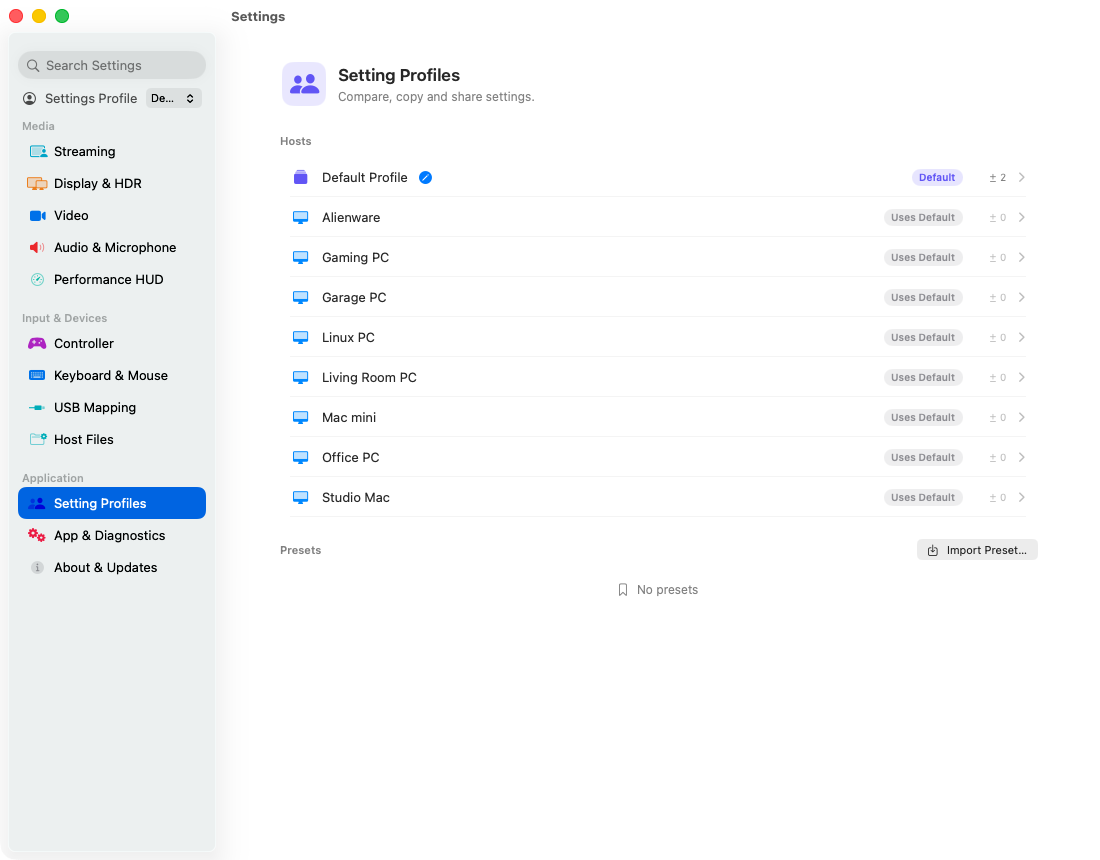 Settings
Search Settings
Settings Profile De...
Media
Streaming
Display & HDR
Video
Audio & Microphone
Performance HUD
Input & Devices
Controller
Keyboard & Mouse
USB Mapping
Host Files
Application
Setting Profiles
App & Diagnostics
About & Updates
Setting Profiles
Compare, copy and share settings.
Hosts
Default Profile Default ± 2
Alienware Uses Default ± 0
Gaming PC Uses Default ± 0
Garage PC Uses Default ± 0
Linux PC Uses Default ± 0
Living Room PC Uses Default ± 0
Mac mini Uses Default ± 0
Office PC Uses Default ± 0
Studio Mac Uses Default ± 0
Presets Import Preset...
No presets